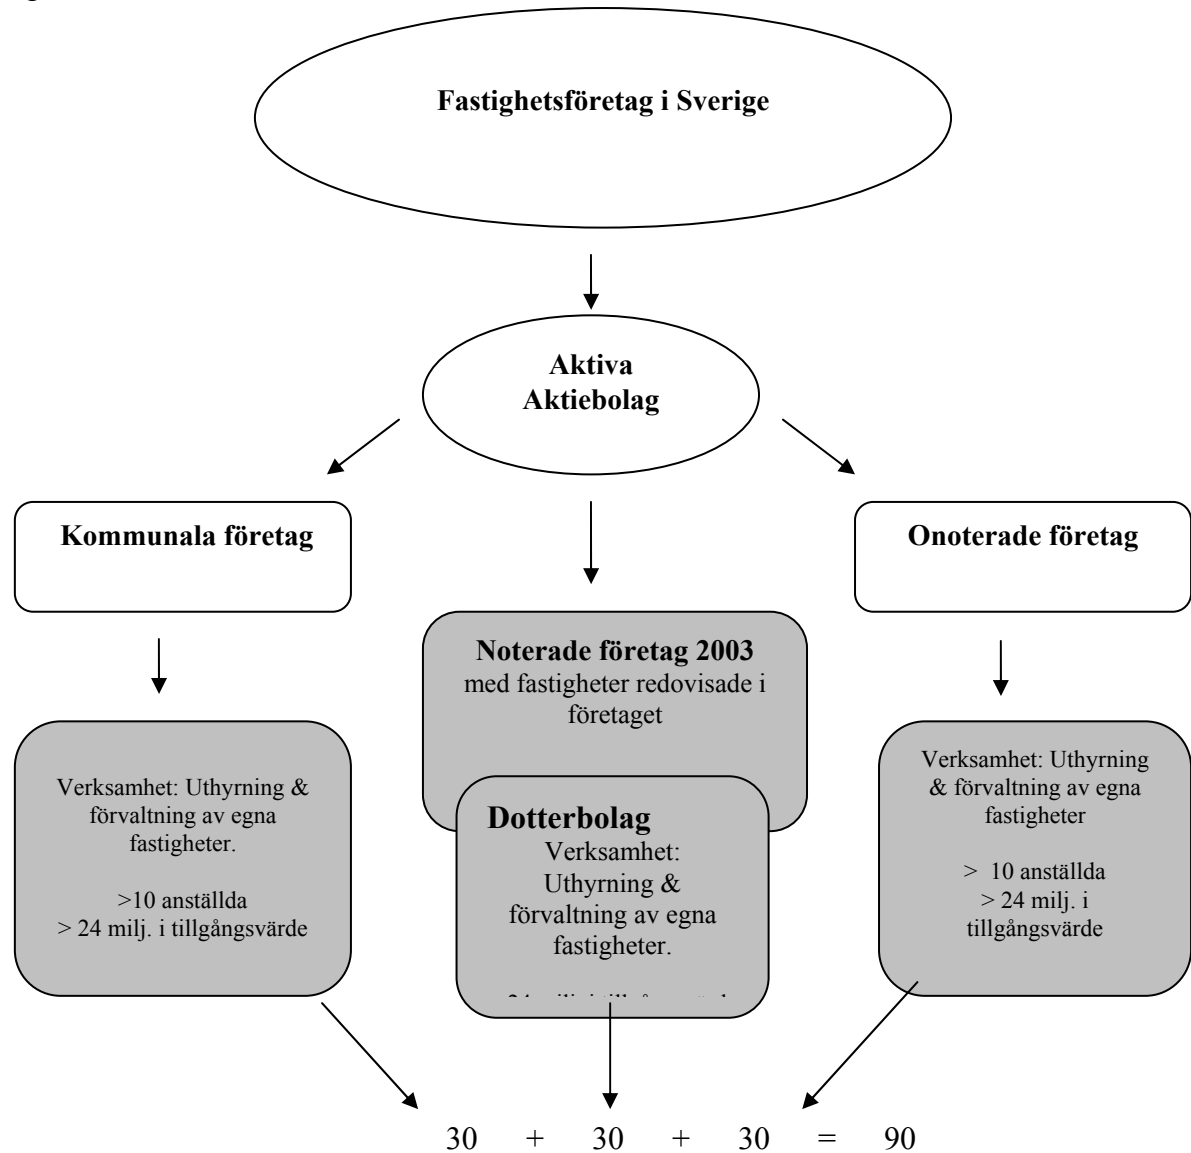 Fastighetsföretag i Sverige
Aktiva
Aktiebolag
Kommunala företag
Onoterade företag
Noterade företag 2003
med fastigheter redovisade i
företaget
Verksamhet: Uthyrning &
förvaltning av egna
fastigheter.
>10 anställda
> 24 milj. i tillgångsvärde
Dotterbolag
Verksamhet:
Uthyrning &
förvaltning av egna
fastigheter.
Verksamhet: Uthyrning
& förvaltning av egna
fastigheter
> 10 anställda
> 24 milj. i
tillgångsvärde
30 + 30 + 30 = 90